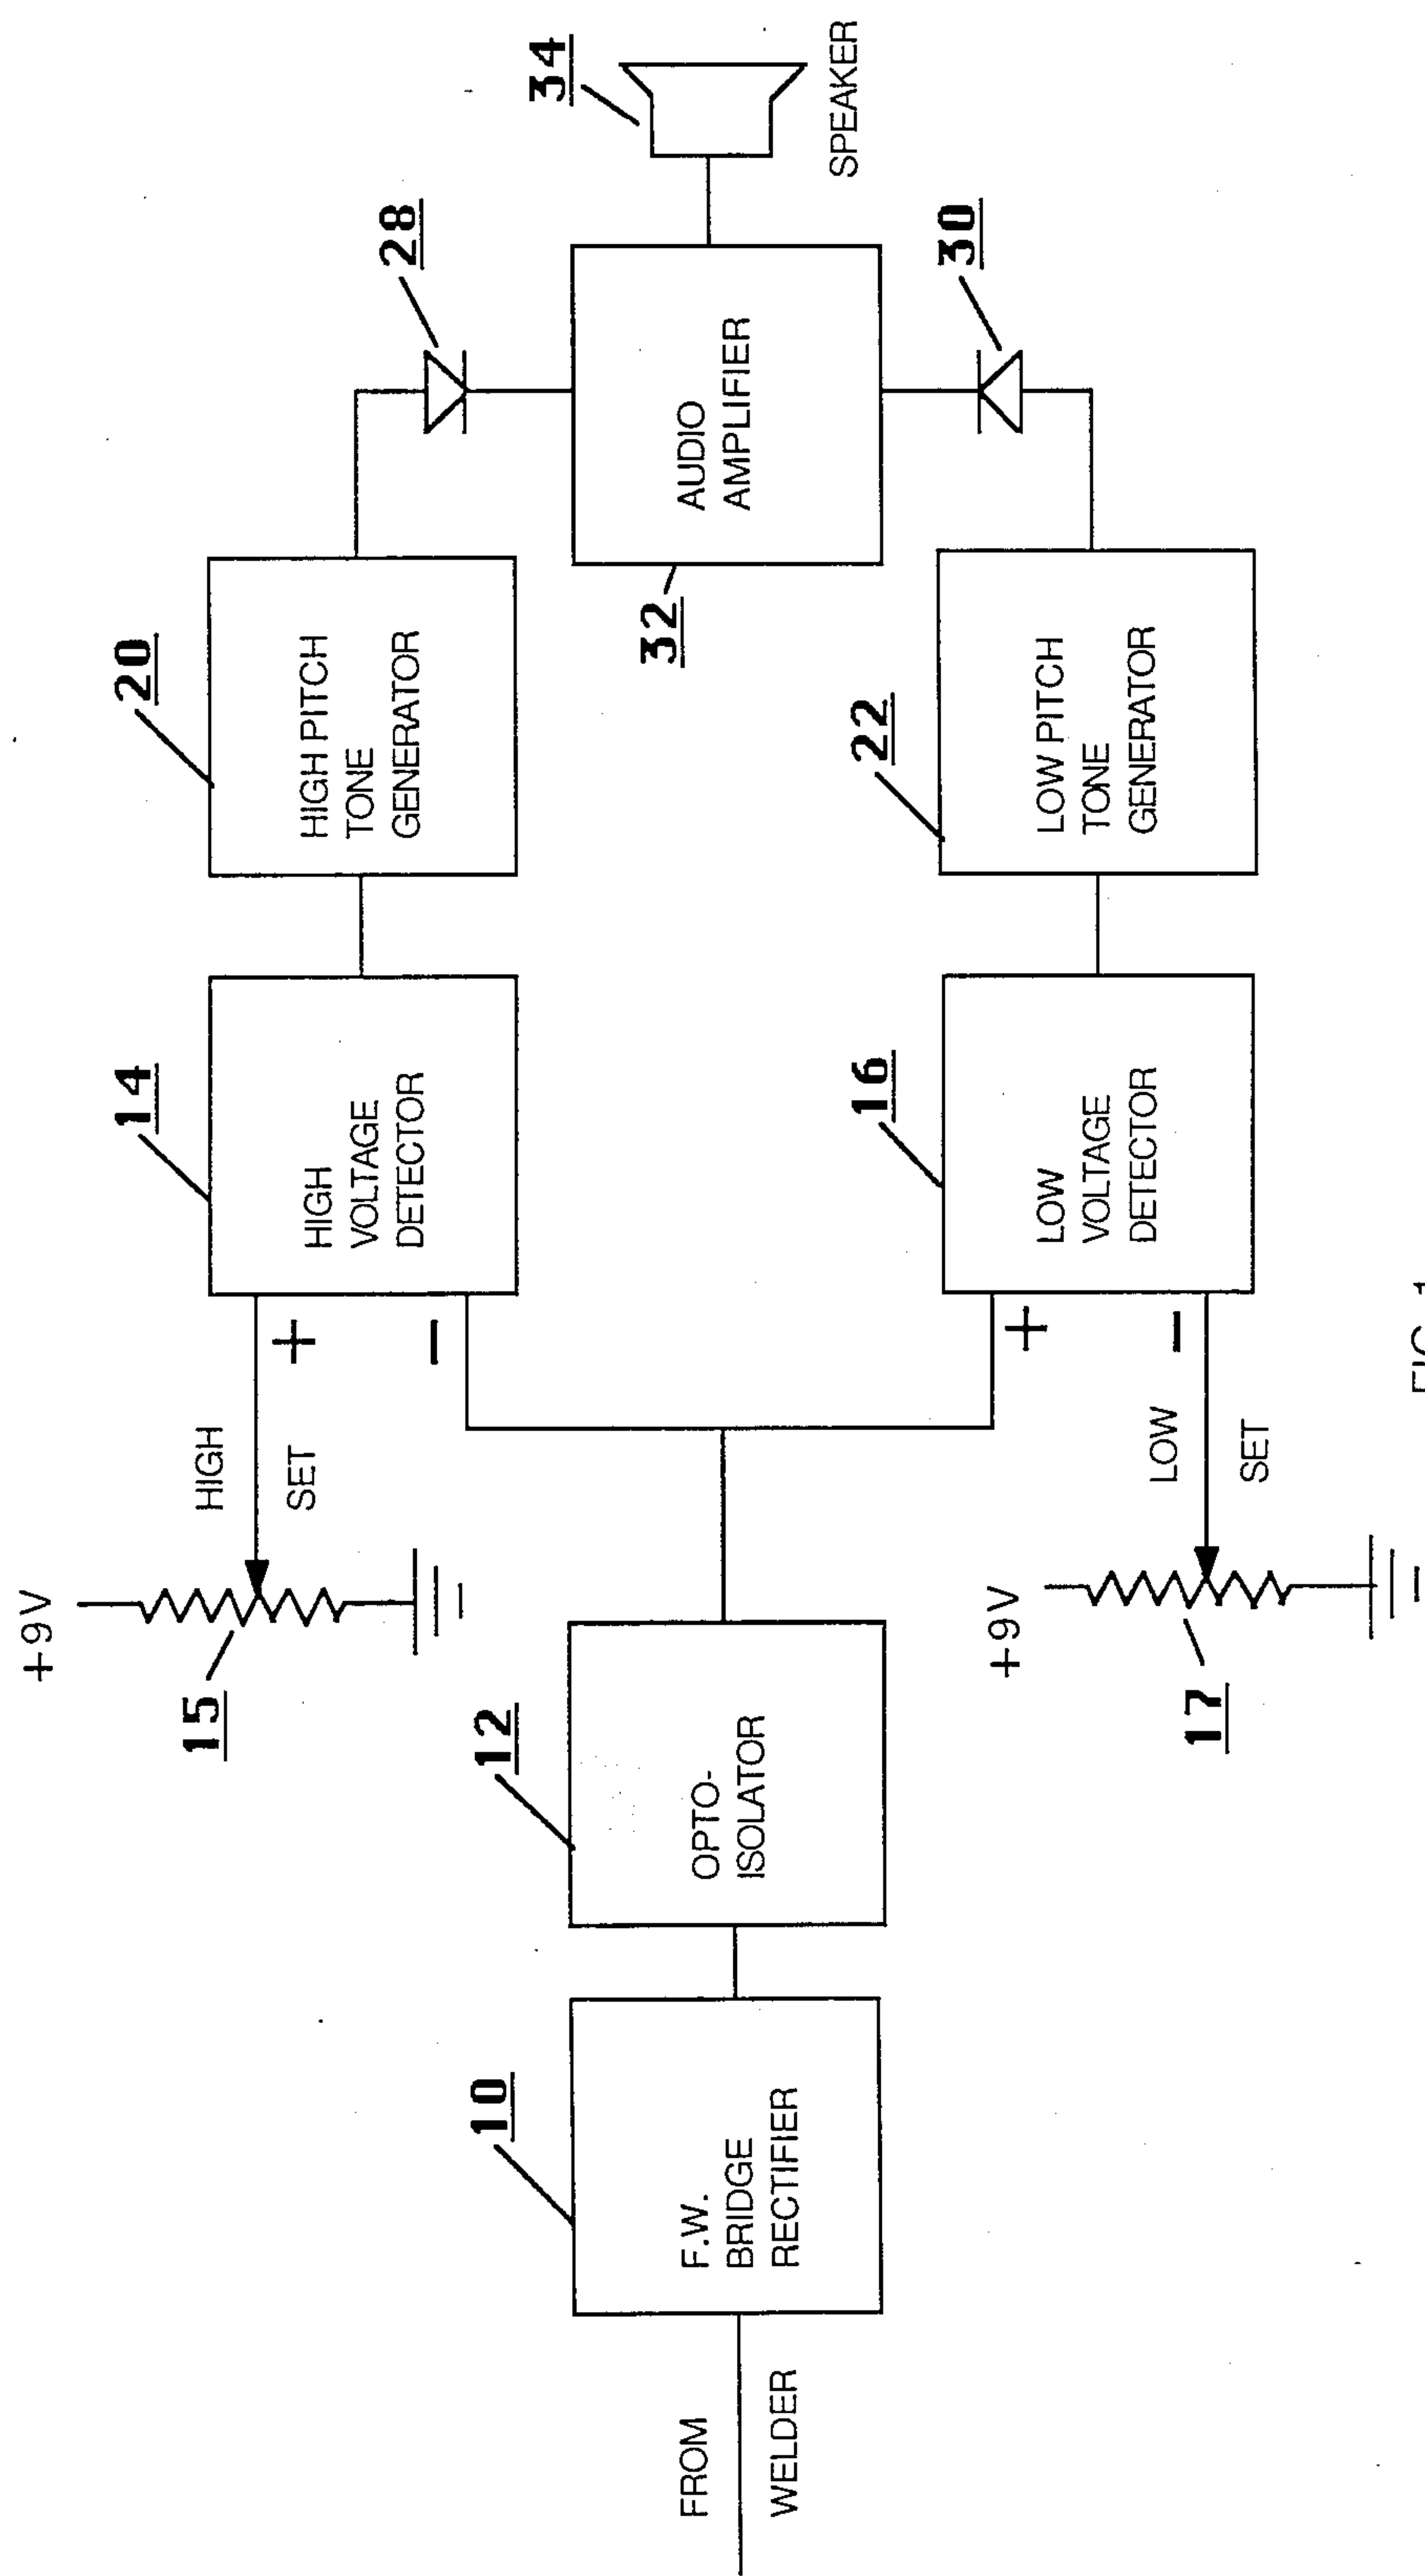 +9V
15
HIGH
SET
+
−
14
HIGH
VOLTAGE
DETECTOR
20
HIGH PITCH
TONE
GENERATOR
28
34
SPEAKER
FROM
WELDER
10
F.W.
BRIDGE
RECTIFIER
12
OPTO-
ISOLATOR
32
AUDIO
AMPLIFIER
+9V
17
LOW
SET
+
−
16
LOW
VOLTAGE
DETECTOR
22
LOW PITCH
TONE
GENERATOR
30